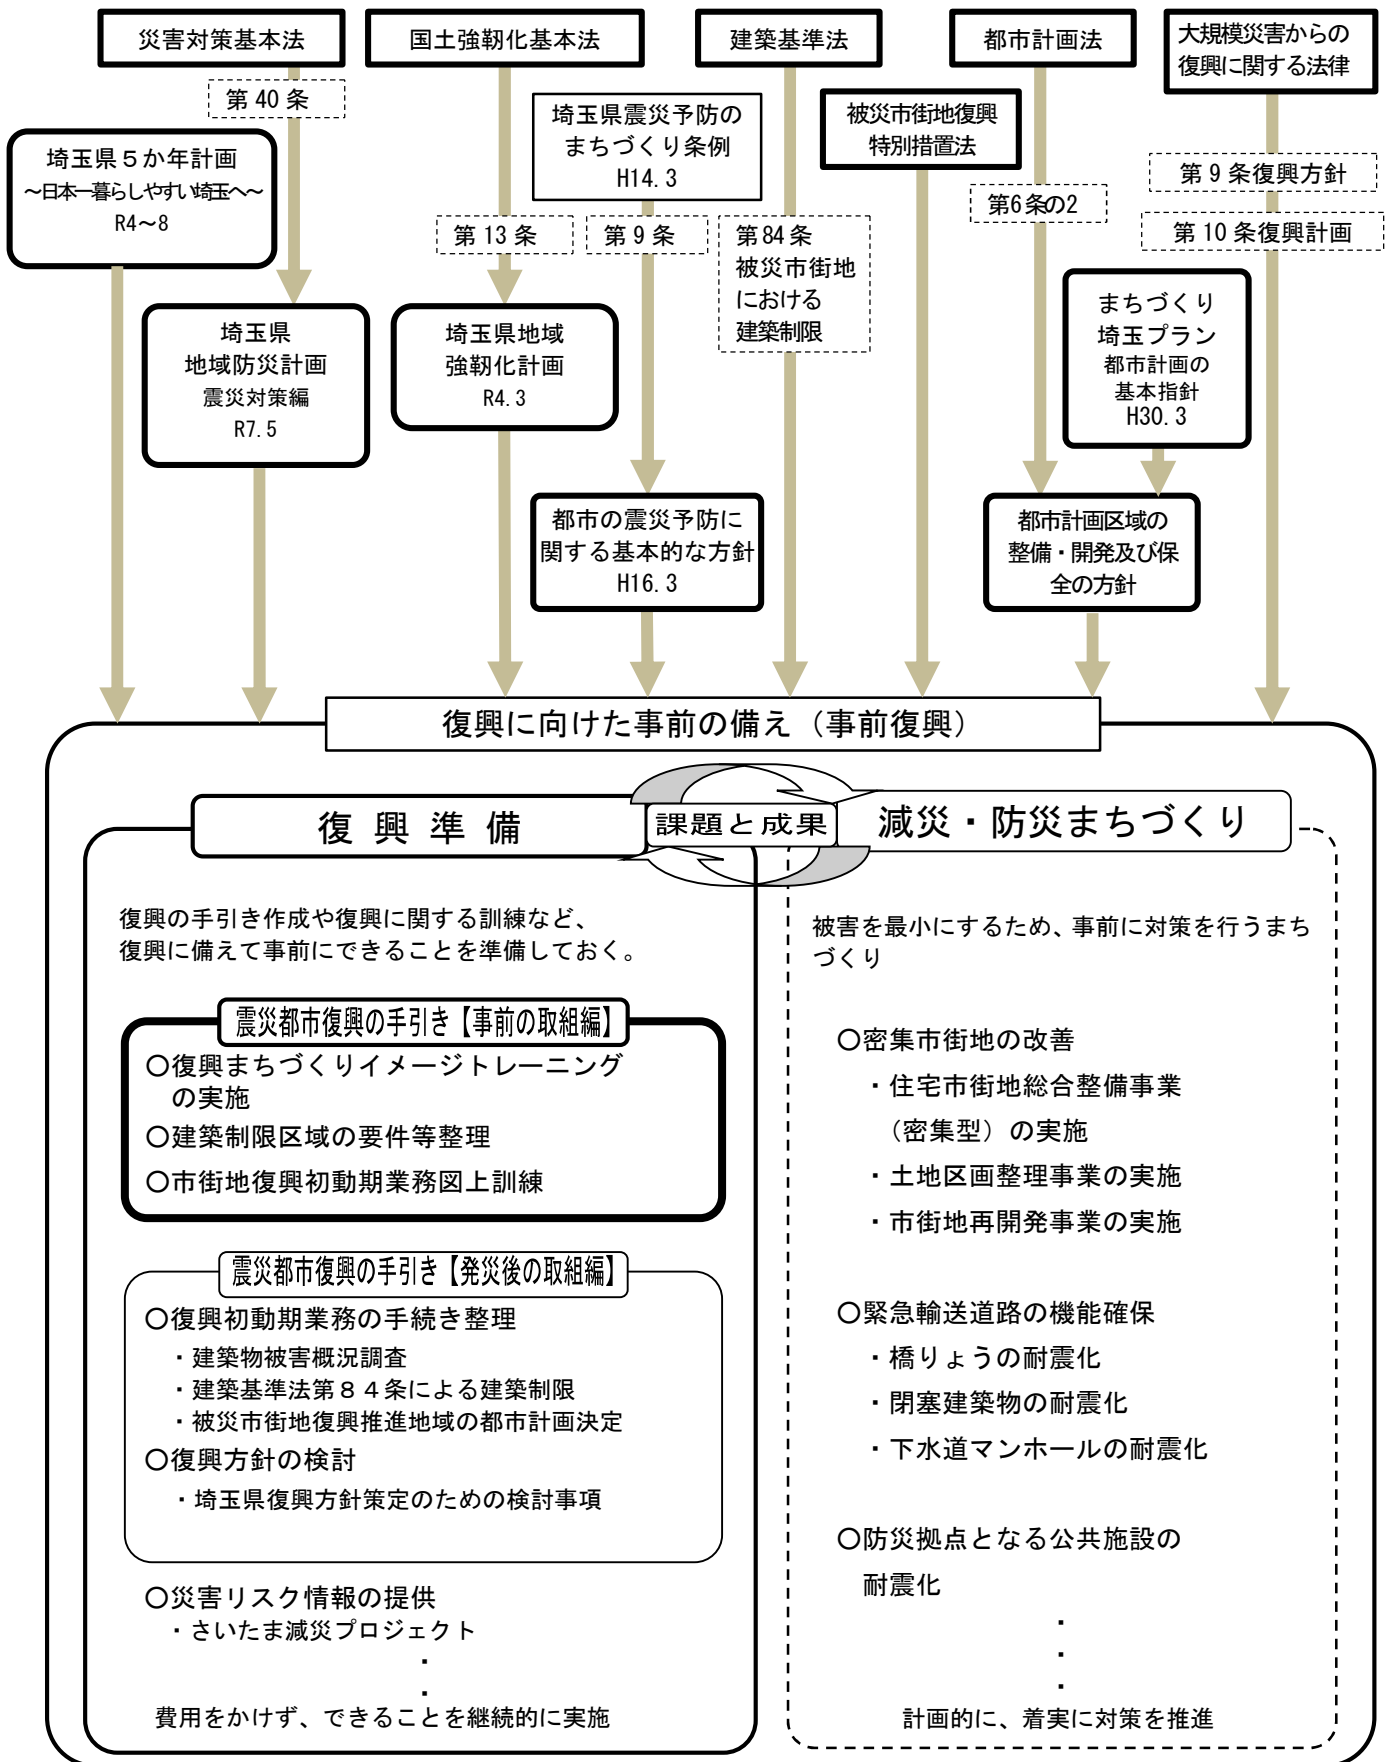 災害対策基本法
国土強靭化基本法
建築基準法
都市計画法
大規模災害からの
復興に関する法律
第 40 条
埼玉県５か年計画
～日本一暮らしやすい埼玉へ～
R4～8
埼玉県震災予防の
まちづくり条例
H14.3
被災市街地復興
特別措置法
第 9 条復興方針
第 13 条
第 9 条
第 84 条
被災市街地
における
建築制限
第6条の2
第 10 条復興計画
埼玉県
地域防災計画
震災対策編
R7.5
埼玉県地域
強靭化計画
R4.3
まちづくり
埼玉プラン
都市計画の
基本指針
H30.3
都市の震災予防に
関する基本的な方針
H16.3
都市計画区域の
整備・開発及び保
全の方針
復興に向けた事前の備え（事前復興）
復 興 準 備
課題と成果
減災・防災まちづくり
復興の手引き作成や復興に関する訓練など、
復興に備えて事前にできることを準備しておく。
震災都市復興の手引き【事前の取組編】
○復興まちづくりイメージトレーニング
の実施
○建築制限区域の要件等整理
○市街地復興初動期業務図上訓練
震災都市復興の手引き【発災後の取組編】
○復興初動期業務の手続き整理
・建築物被害概況調査
・建築基準法第８４条による建築制限
・被災市街地復興推進地域の都市計画決定
○復興方針の検討
・埼玉県復興方針策定のための検討事項
○災害リスク情報の提供
・さいたま減災プロジェクト
・
・
費用をかけず、できることを継続的に実施
被害を最小にするため、事前に対策を行うまち
づくり
○密集市街地の改善
・住宅市街地総合整備事業
（密集型）の実施
・土地区画整理事業の実施
・市街地再開発事業の実施
○緊急輸送道路の機能確保
・橋りょうの耐震化
・閉塞建築物の耐震化
・下水道マンホールの耐震化
○防災拠点となる公共施設の
耐震化
・
・
・
計画的に、着実に対策を推進